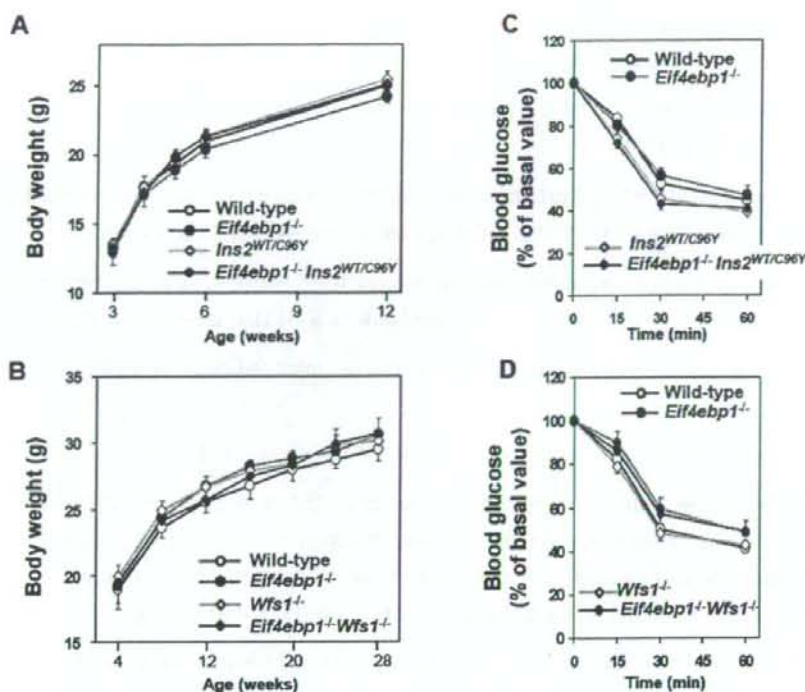 A
Body weight (g)
25
20
15
10
3
6
9
12
Age (weeks)
Wild-type
Eif4ebp1-/-
Ins2WT/C96Y
Eif4ebp1-/- Ins2WT/C96Y
B
Body weight (g)
35
30
25
20
15
4
12
20
28
Age (weeks)
Wild-type
Eif4ebp1-/-
Wfs1-/-
Eif4ebp1-/-Wfs1-/-
C
Blood glucose
(% of basal value)
120
100
80
60
40
20
0
0
15
30
45
60
Time (min)
Wild-type
Eif4ebp1-/-
Ins2WT/C96Y
Eif4ebp1-/- Ins2WT/C96Y
D
Blood glucose
(% of basal value)
120
100
80
60
40
20
0
0
15
30
45
60
Time (min)
Wild-type
Eif4ebp1-/-
Wfs1-/-
Eif4ebp1-/-Wfs1-/-